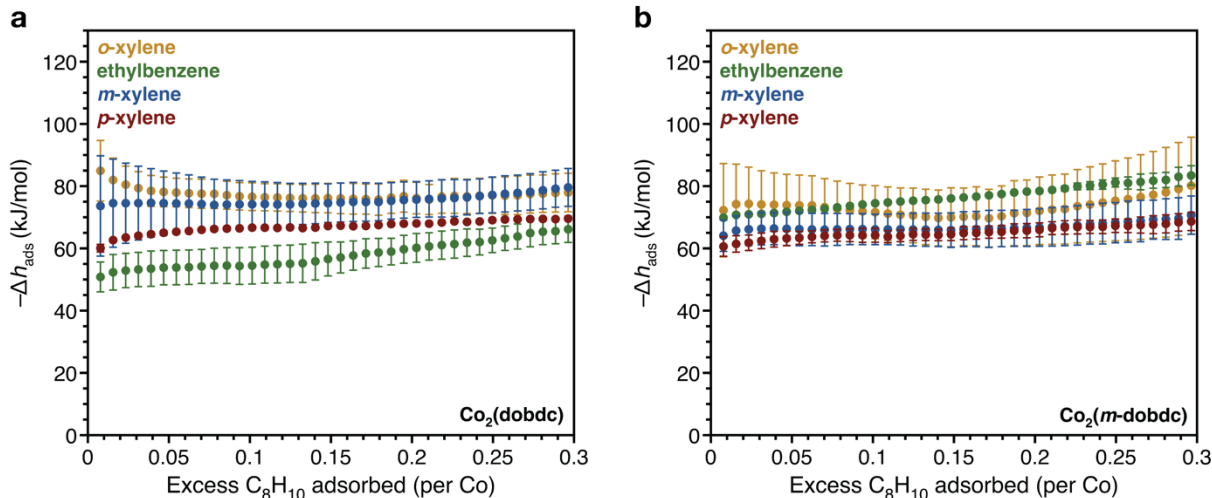 a
−Δh_ads (kJ/mol)
120
100
80
60
40
20
0
o-xylene
ethylbenzene
m-xylene
p-xylene
Co₂(dobdc)
0 0.05 0.1 0.15 0.2 0.25 0.3
Excess C₈H₁₀ adsorbed (per Co)
b
−Δh_ads (kJ/mol)
120
100
80
60
40
20
0
o-xylene
ethylbenzene
m-xylene
p-xylene
Co₂(m-dobdc)
0 0.05 0.1 0.15 0.2 0.25 0.3
Excess C₈H₁₀ adsorbed (per Co)